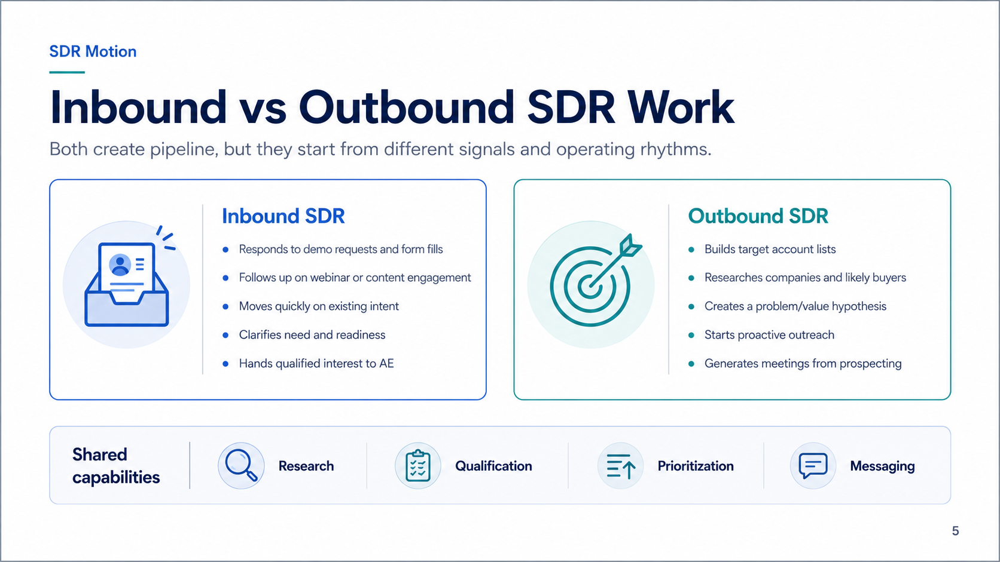 SDR Motion
Inbound vs Outbound SDR Work
Both create pipeline, but they start from different signals and operating rhythms.
Inbound SDR
Responds to demo requests and form fills
Follows up on webinar or content engagement
Moves quickly on existing intent
Clarifies need and readiness
Hands qualified interest to AE
Outbound SDR
Builds target account lists
Researches companies and likely buyers
Creates a problem/value hypothesis
Starts proactive outreach
Generates meetings from prospecting
Shared
capabilities
Research
Qualification
Prioritization
Messaging
5